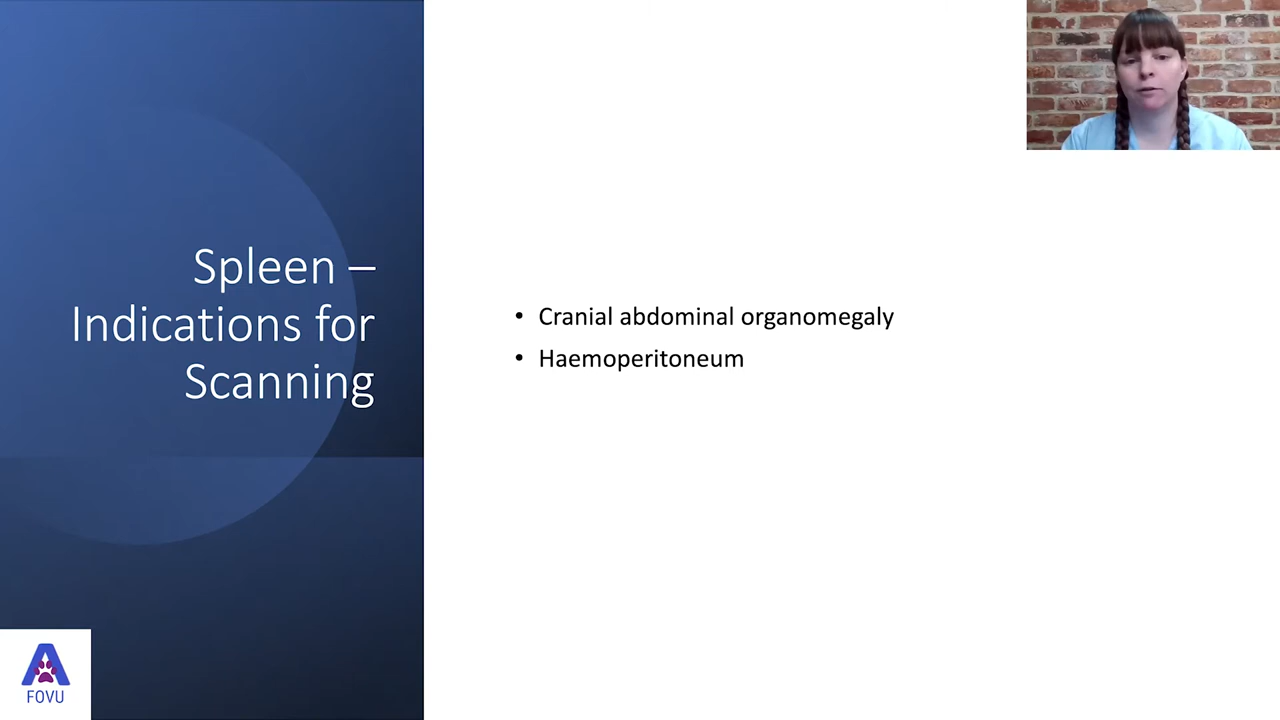 Spleen –
Indications for
Scanning
• Cranial abdominal organomegaly
• Haemoperitoneum
FOVU